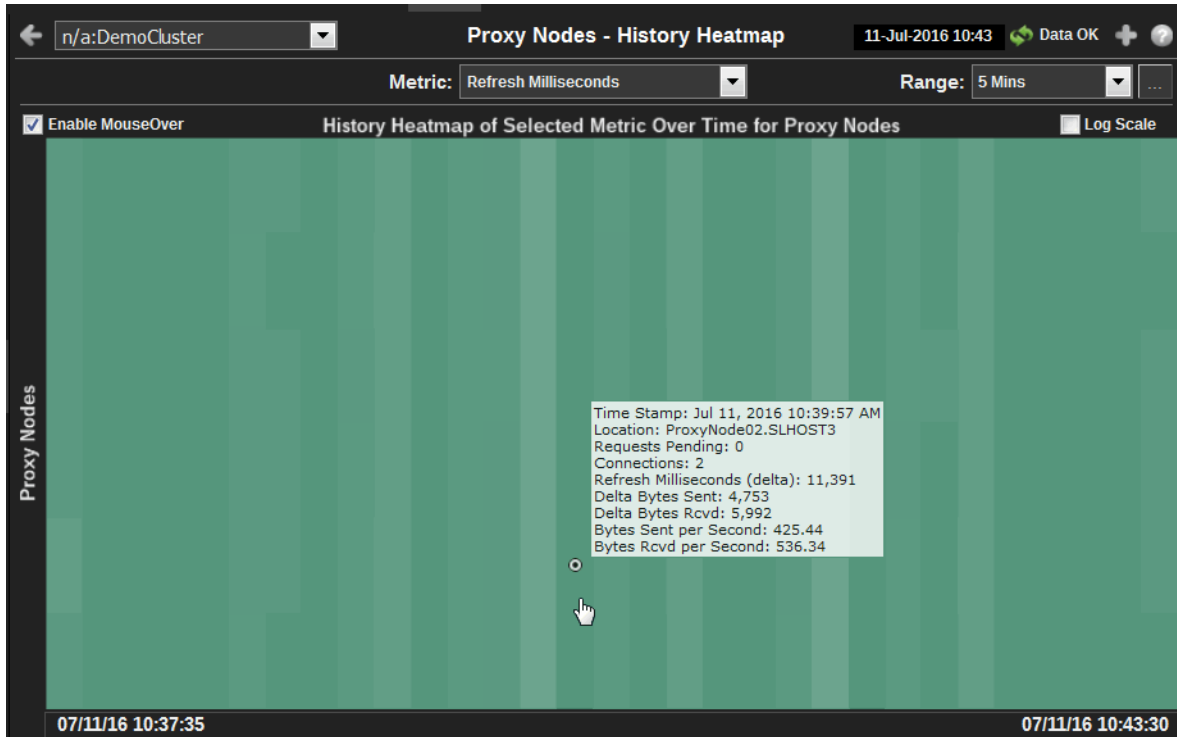 n/a:DemoCluster
Proxy Nodes - History Heatmap
11-Jul-2016 10:43
Data OK
?
Metric: Refresh Milliseconds
Range: 5 Mins
...
Enable MouseOver
History Heatmap of Selected Metric Over Time for Proxy Nodes
Log Scale
Proxy Nodes
Time Stamp: Jul 11, 2016 10:39:57 AM
Location: ProxyNode02.SLHOST3
Requests Pending: 0
Connections: 2
Refresh Milliseconds (delta): 11,391
Delta Bytes Sent: 4,753
Delta Bytes Rcvd: 5,992
Bytes Sent per Second: 425.44
Bytes Rcvd per Second: 536.34
07/11/16 10:37:35
07/11/16 10:43:30